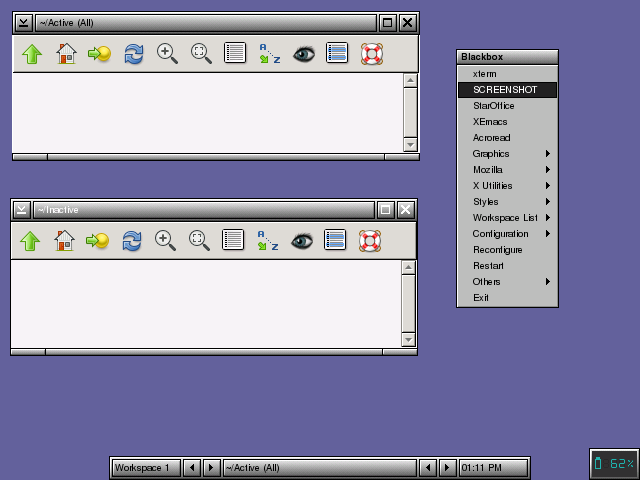 ~/Active (All)
A
Z
~/Inactive
A
Z
Blackbox
xterm
SCREENSHOT
StarOffice
XEmacs
Acroread
Graphics
Mozilla
X Utilities
Styles
Workspace List
Configuration
Reconfigure
Restart
Others
Exit
Workspace 1
~/Active (All)
01:11 PM
62%